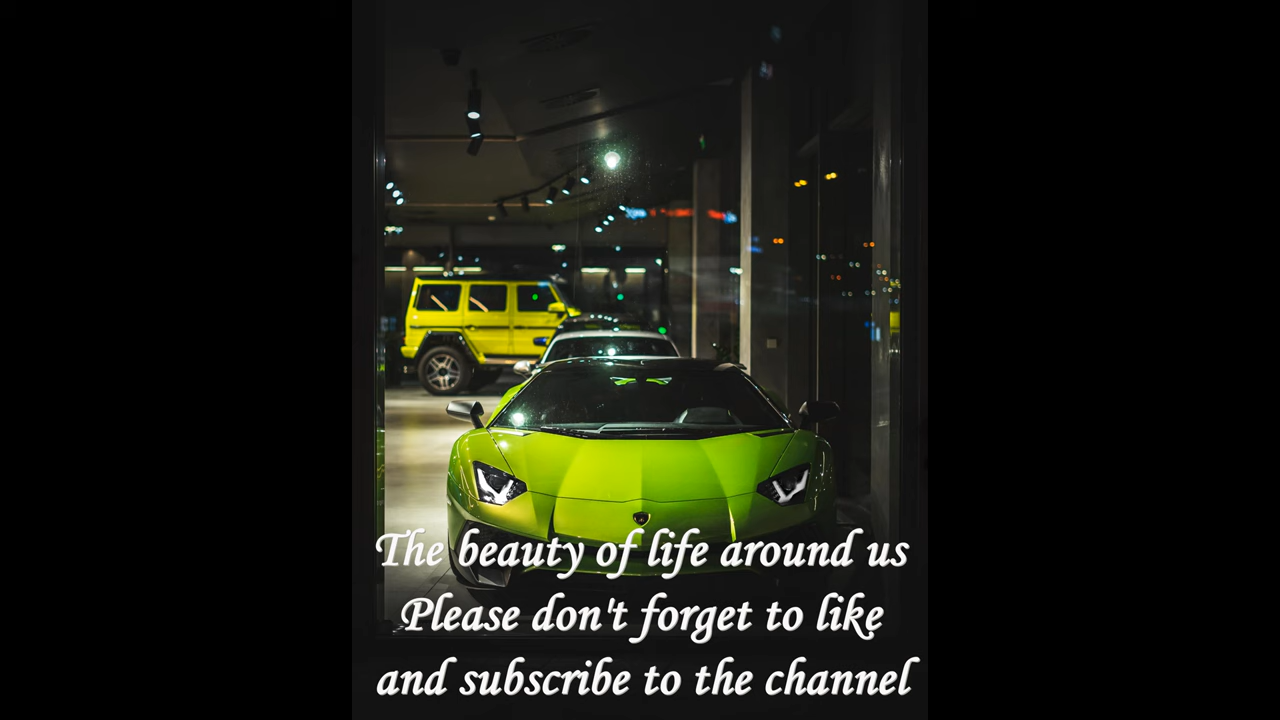 The beauty of life around us
Please don't forget to like
and subscribe to the channel